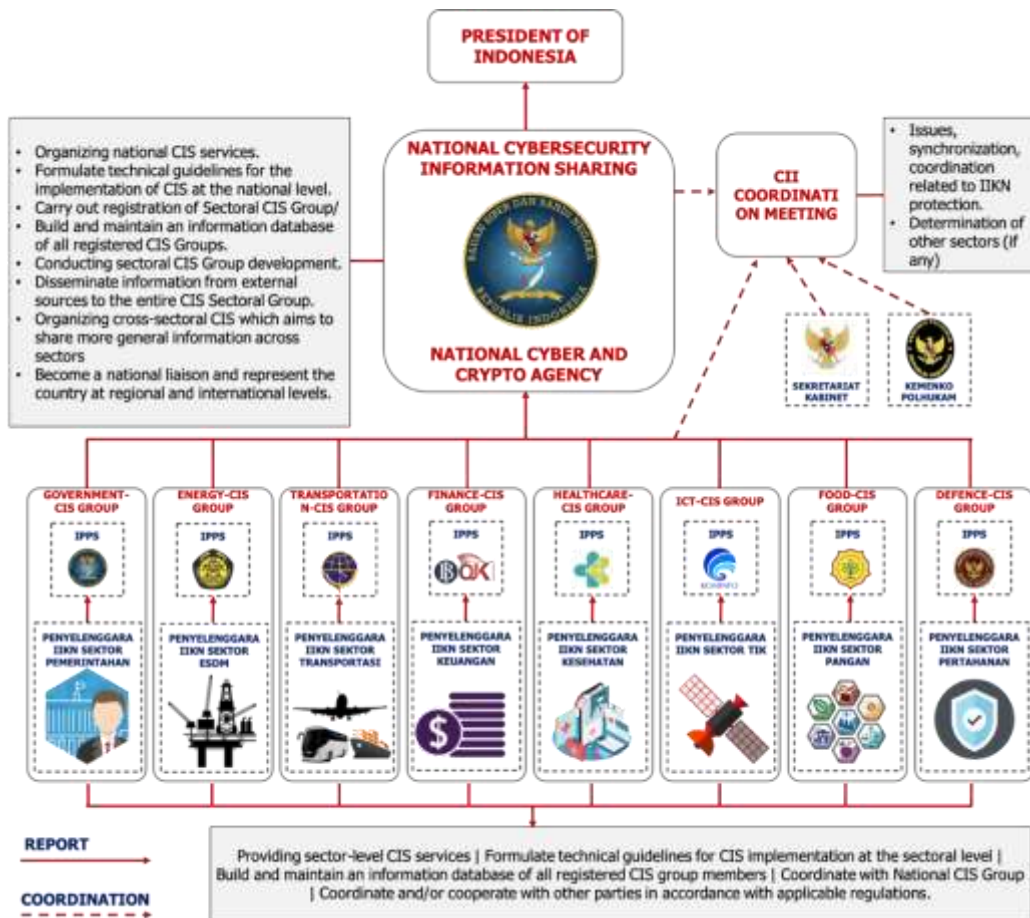 PRESIDENT OF
INDONESIA
• Organizing national CIS services.
• Formulate technical guidelines for the
implementation of CIS at the national level.
• Carry out registration of Sectoral CIS Group/
• Build and maintain an information database
of all registered CIS Groups.
• Conducting sectoral CIS Group development.
• Disseminate information from external
sources to the entire CIS Sectoral Group.
• Organizing cross-sectoral CIS which aims to
share more general information across
sectors
• Become a national liaison and represent the
country at regional and international levels.
NATIONAL CYBERSECURITY
INFORMATION SHARING
BADAN SIBER DAN SANDI NEGARA
REPUBLIK INDONESIA
NATIONAL CYBER AND
CRYPTO AGENCY
CII
COORDINATI
ON MEETING
• Issues,
synchronization,
coordination
related to IIKN
protection.
• Determination of
other sectors (if
any)
SEKRETARIAT
KABINET
KEMENKO
POLHUKAM
GOVERNMENT-
CIS GROUP
IPPS
PENYELENGGARA
IIKN SEKTOR
PEMERINTAHAN
ENERGY-CIS
GROUP
IPPS
PENYELENGGARA
IIKN SEKTOR
ESDM
TRANSPORTATIO
N-CIS GROUP
IPPS
PENYELENGGARA
IIKN SEKTOR
TRANSPORTASI
FINANCE-CIS
GROUP
IPPS
PENYELENGGARA
IIKN SEKTOR
KEUANGAN
$
HEALTHCARE-
CIS GROUP
IPPS
PENYELENGGARA
IIKN SEKTOR
KESEHATAN
ICT-CIS GROUP
IPPS
KOMINFO
PENYELENGGARA
IIKN SEKTOR TIK
FOOD-CIS
GROUP
IPPS
PENYELENGGARA
IIKN SEKTOR
PANGAN
DEFENCE-CIS
GROUP
IPPS
PENYELENGGARA
IIKN SEKTOR
PERTAHANAN
REPORT
COORDINATION
Providing sector-level CIS services | Formulate technical guidelines for CIS implementation at the sectoral level |
Build and maintain an information database of all registered CIS group members | Coordinate with National CIS Group
| Coordinate and/or cooperate with other parties in accordance with applicable regulations.